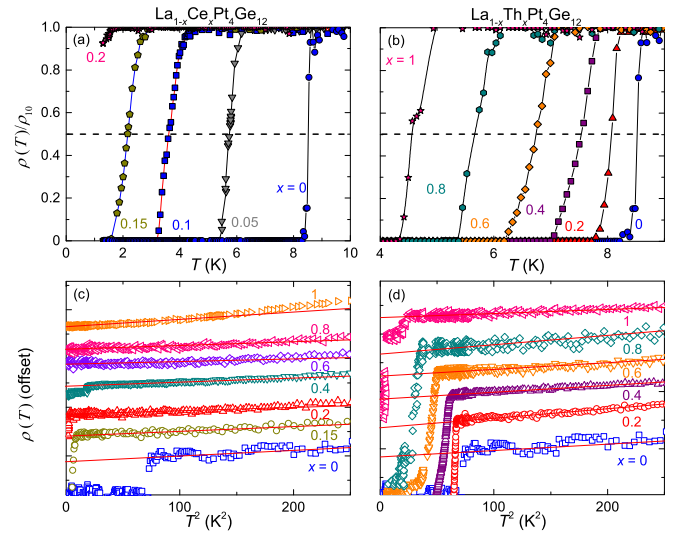 La1-xCexPt4Ge12
La1-xThxPt4Ge12
(a)
0.2
0.15
0.1
0.05
x = 0
1.0
0.8
0.6
0.4
0.2
0.0
ρ(T)/ρ10
0 2 4 6 8 10
T (K)
(b)
x = 1
0.8
0.6
0.4
0.2
0
4 6 8
T (K)
(c)
1
0.8
0.6
0.4
0.2
0.15
x = 0
ρ(T) (offset)
0 100 200
T2 (K2)
(d)
1
0.8
0.6
0.4
0.2
x = 0
0 100 200
T2 (K2)